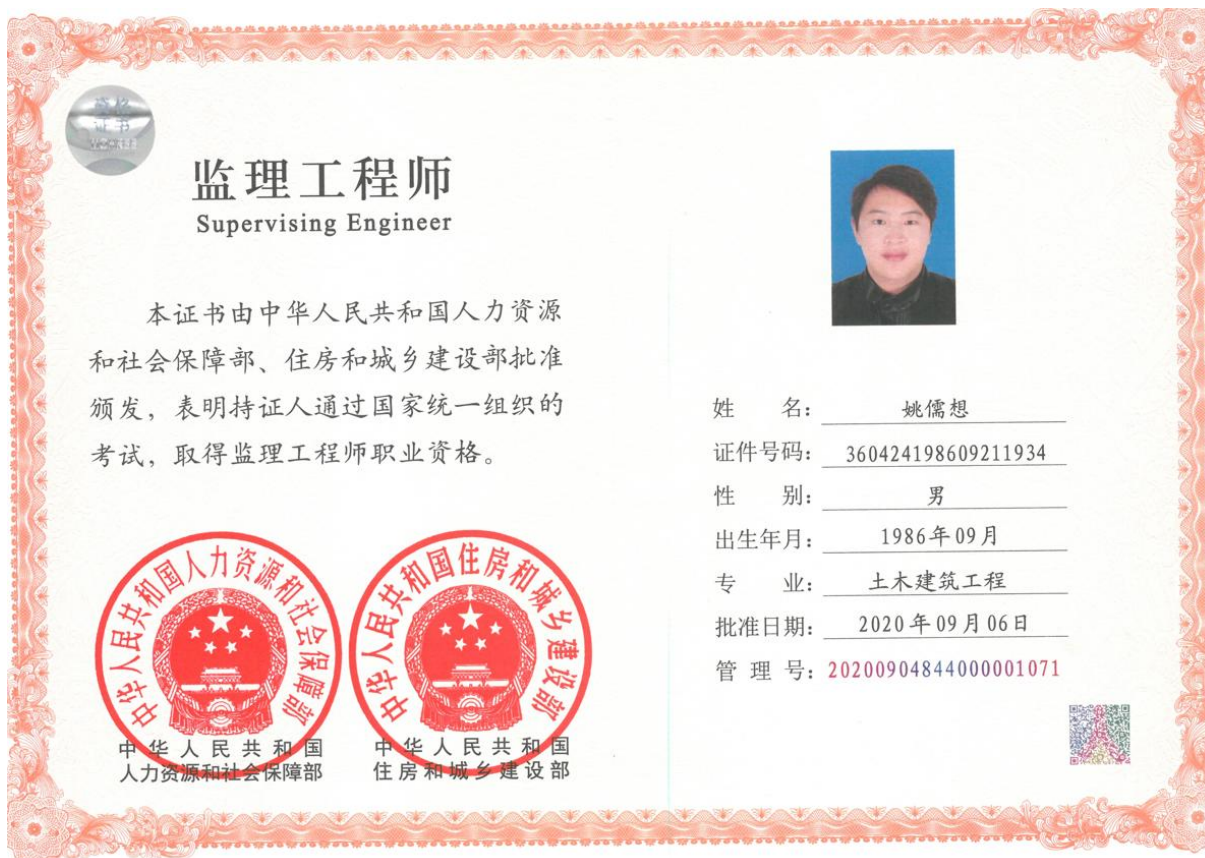 资格
证书
监理工程师
Supervising Engineer
本证书由中华人民共和国人力资源
和社会保障部、住房和城乡建设部批准
颁发，表明持证人通过国家统一组织的
考试，取得监理工程师职业资格。
中华人民共和国人力资源和社会保障部
中华人民共和国
人力资源和社会保障部
中华人民共和国住房和城乡建设部
中华人民共和国
住房和城乡建设部
姓 名： 姚儒想
证件号码： 360424198609211934
性 别： 男
出生年月： 1986年09月
专 业： 土木建筑工程
批准日期： 2020年09月06日
管 理 号： 20200904844000001071